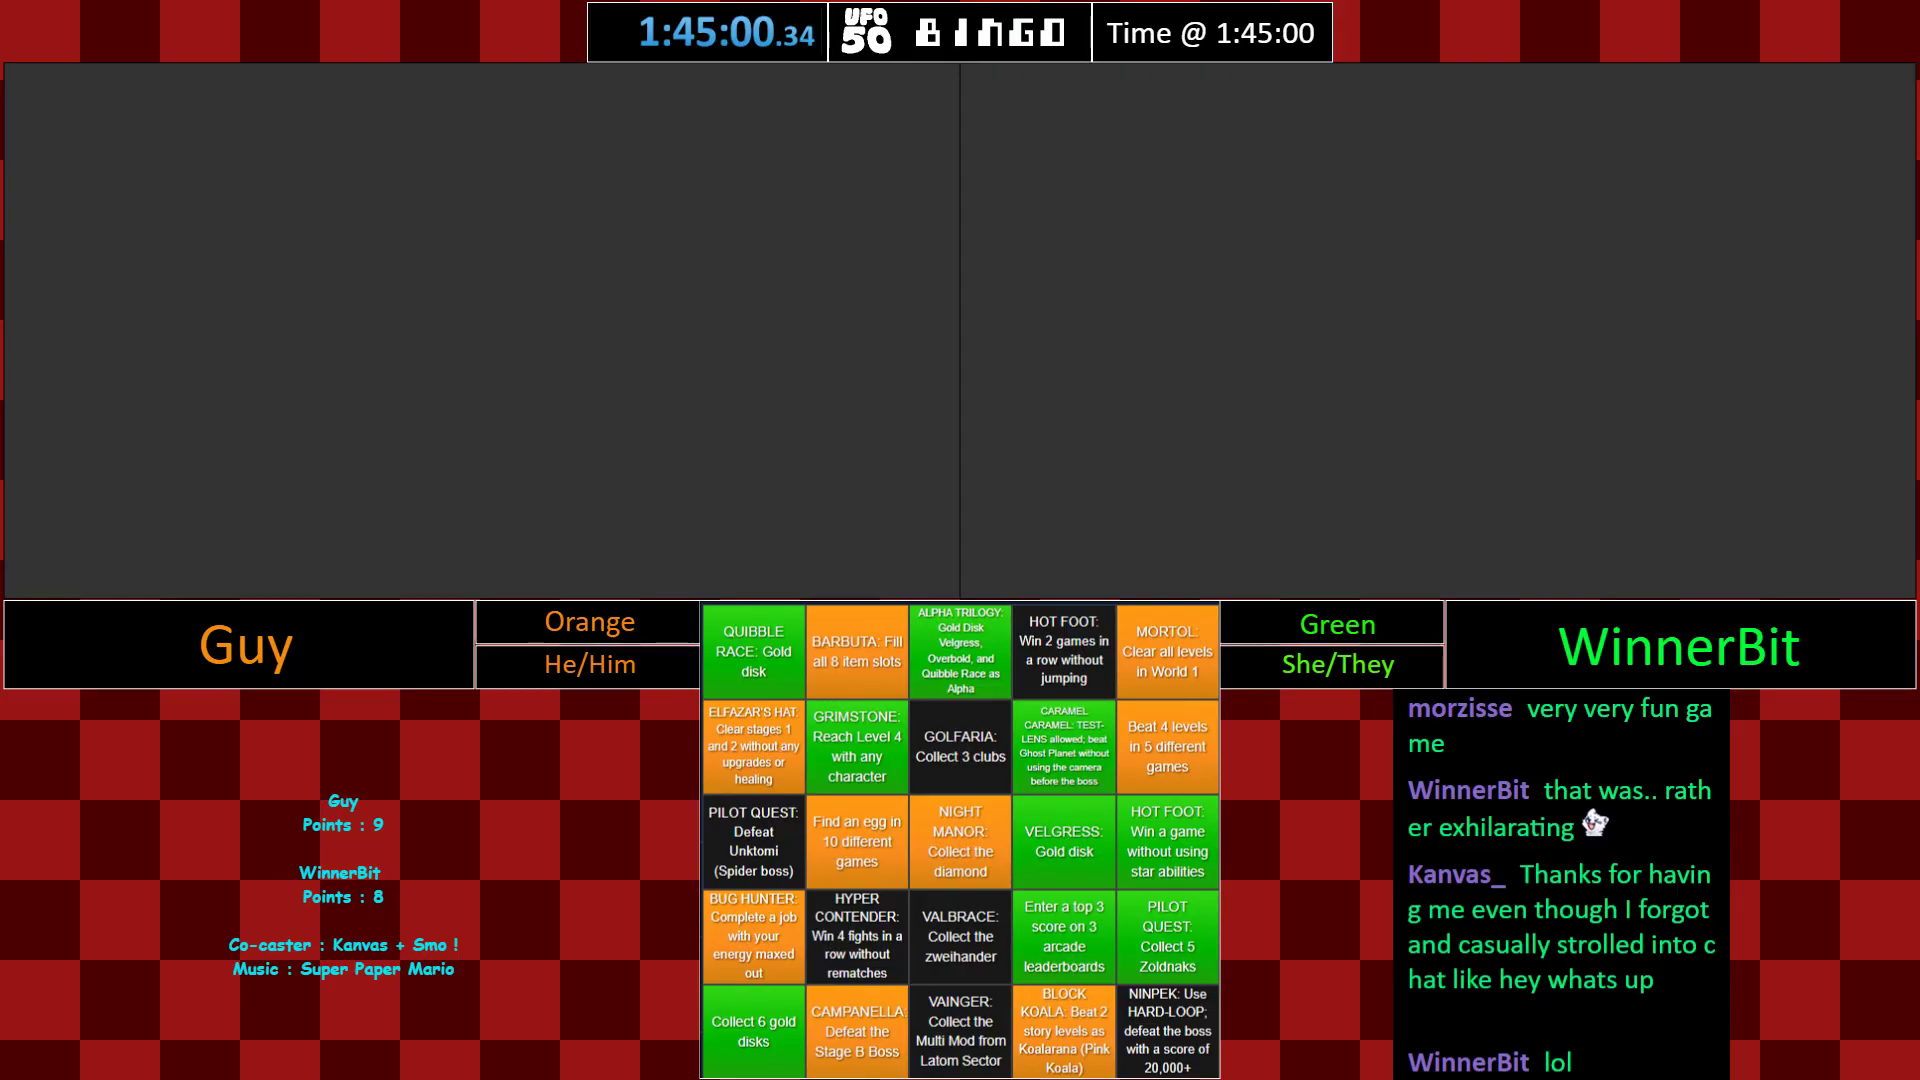 1:45:00.34
UFO
50
BINGO
Time @ 1:45:00
Guy
Orange
He/Him
Green
She/They
WinnerBit
QUIBBLE
RACE: Gold
disk
BARBUTA: Fill
all 8 item slots
ALPHA TRILOGY:
Gold Disk
Velgress,
Overbold, and
Quibble Race as
Alpha
HOT FOOT:
Win 2 games in
a row without
jumping
MORTOL:
Clear all levels
in World 1
ELFAZAR'S HAT:
Clear stages 1
and 2 without any
upgrades or
healing
GRIMSTONE:
Reach Level 4
with any
character
GOLFARIA:
Collect 3 clubs
CARAMEL
CARAMEL: TEST-
LENS allowed; beat
Ghost Planet without
using the camera
before the boss
Beat 4 levels
in 5 different
games
PILOT QUEST:
Defeat
Unktomi
(Spider boss)
Find an egg in
10 different
games
NIGHT
MANOR:
Collect the
diamond
VELGRESS:
Gold disk
HOT FOOT:
Win a game
without using
star abilities
BUG HUNTER:
Complete a job
with your
energy maxed
out
HYPER
CONTENDER:
Win 4 fights in a
row without
rematches
VALBRACE:
Collect the
zweihander
Enter a top 3
score on 3
arcade
leaderboards
PILOT
QUEST:
Collect 5
Zoldnaks
Collect 6 gold
disks
CAMPANELLA:
Defeat the
Stage B Boss
VAINGER:
Collect the
Multi Mod from
Latom Sector
BLOCK
KOALA: Beat 2
story levels as
Koalarana (Pink
Koala)
NINPEK: Use
HARD-LOOP;
defeat the boss
with a score of
20,000+
Guy
Points : 9
WinnerBit
Points : 8
Co-caster : Kanvas + Smo !
Music : Super Paper Mario
morzisse very very fun ga
me
WinnerBit that was.. rath
er exhilarating
Kanvas_ Thanks for havin
g me even though I forgot
and casually strolled into c
hat like hey whats up
WinnerBit lol